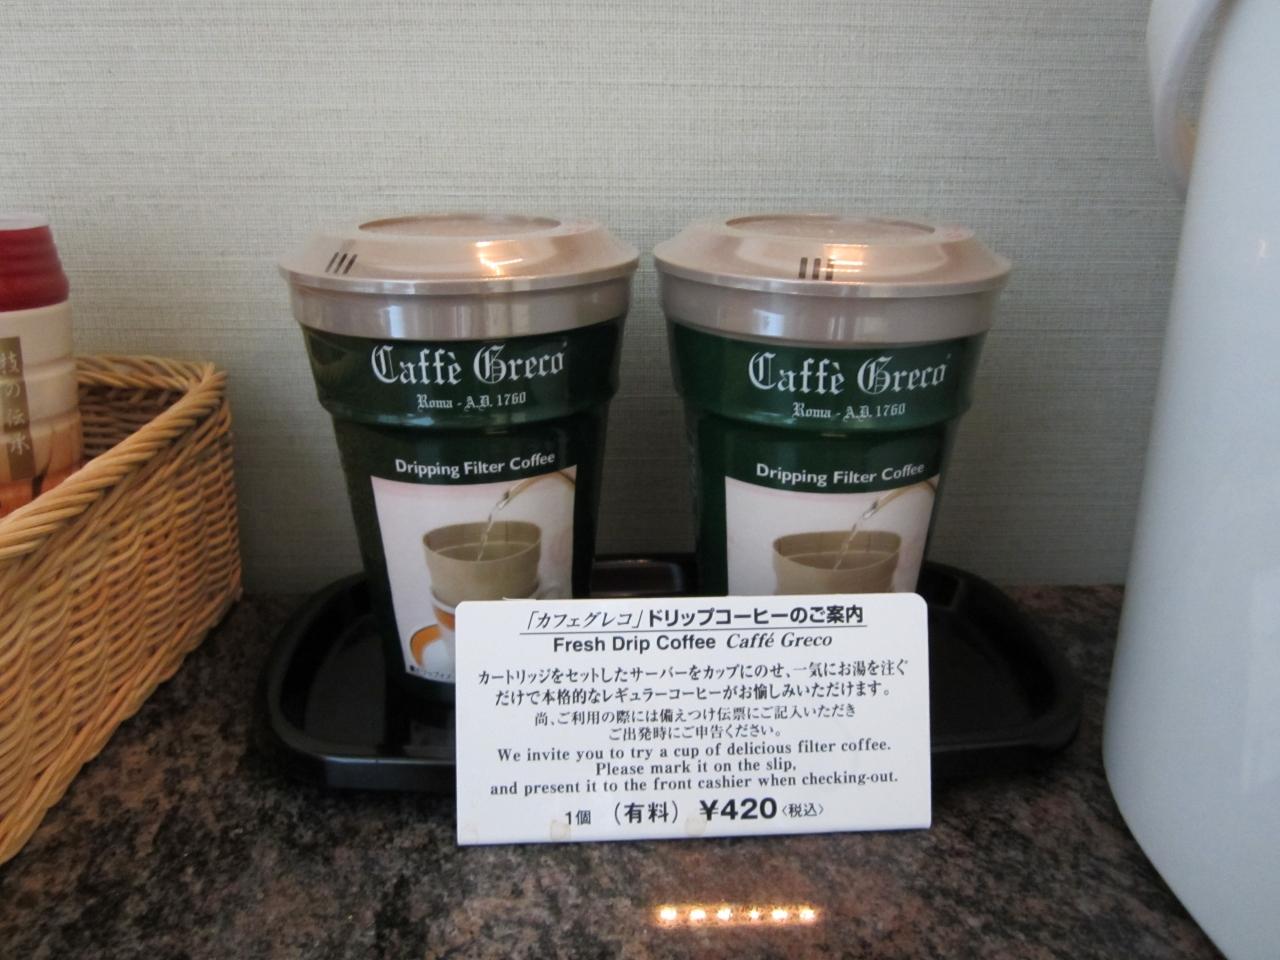 Caffè Greco
Roma - A.D. 1760
Dripping Filter Coffee
Caffè Greco
Roma - A.D. 1760
Dripping Filter Coffee
技の伝承
「カフェグレコ」ドリップコーヒーのご案内
Fresh Drip Coffee Caffé Greco
カートリッジをセットしたサーバーをカップにのせ、一気にお湯を注ぐ
だけで本格的なレギュラーコーヒーがお愉しみいただけます。
尚、ご利用の際には備えつけ伝票にご記入いただき
ご出発時にご申告ください。
We invite you to try a cup of delicious filter coffee.
Please mark it on the slip,
and present it to the front cashier when checking-out.
1個 (有料) ¥420〈税込〉